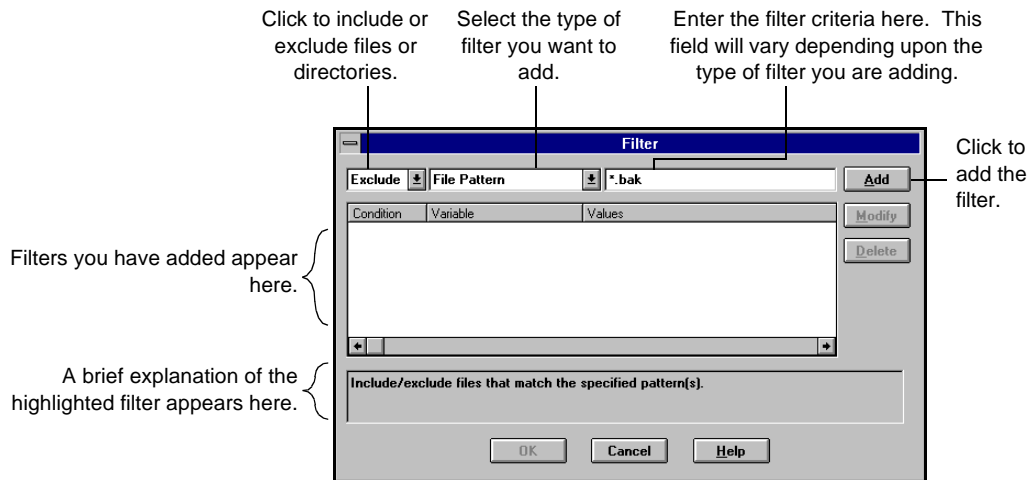 Click to include or
exclude files or
directories.
Select the type of
filter you want to
add.
Enter the filter criteria here.  This
field will vary depending upon the
type of filter you are adding.
Filter
Exclude
File Pattern
*.bak
Add
Click to
add the
filter.
Condition
Variable
Values
Modify
Delete
Filters you have added appear
here.
A brief explanation of the
highlighted filter appears here.
Include/exclude files that match the specified pattern(s).
OK
Cancel
Help